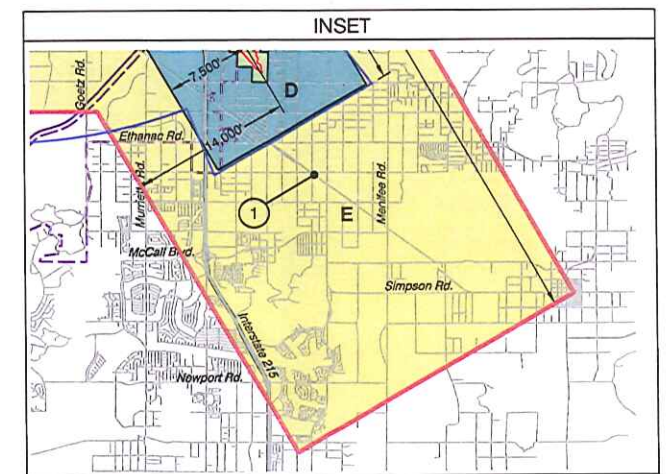 INSET
Goetz Rd.
7,500'
D
Ethanac Rd.
14,000'
Murrieta Rd.
Menifee Rd.
1
E
McCall Blvd.
Simpson Rd.
Interstate 215
Newport Rd.